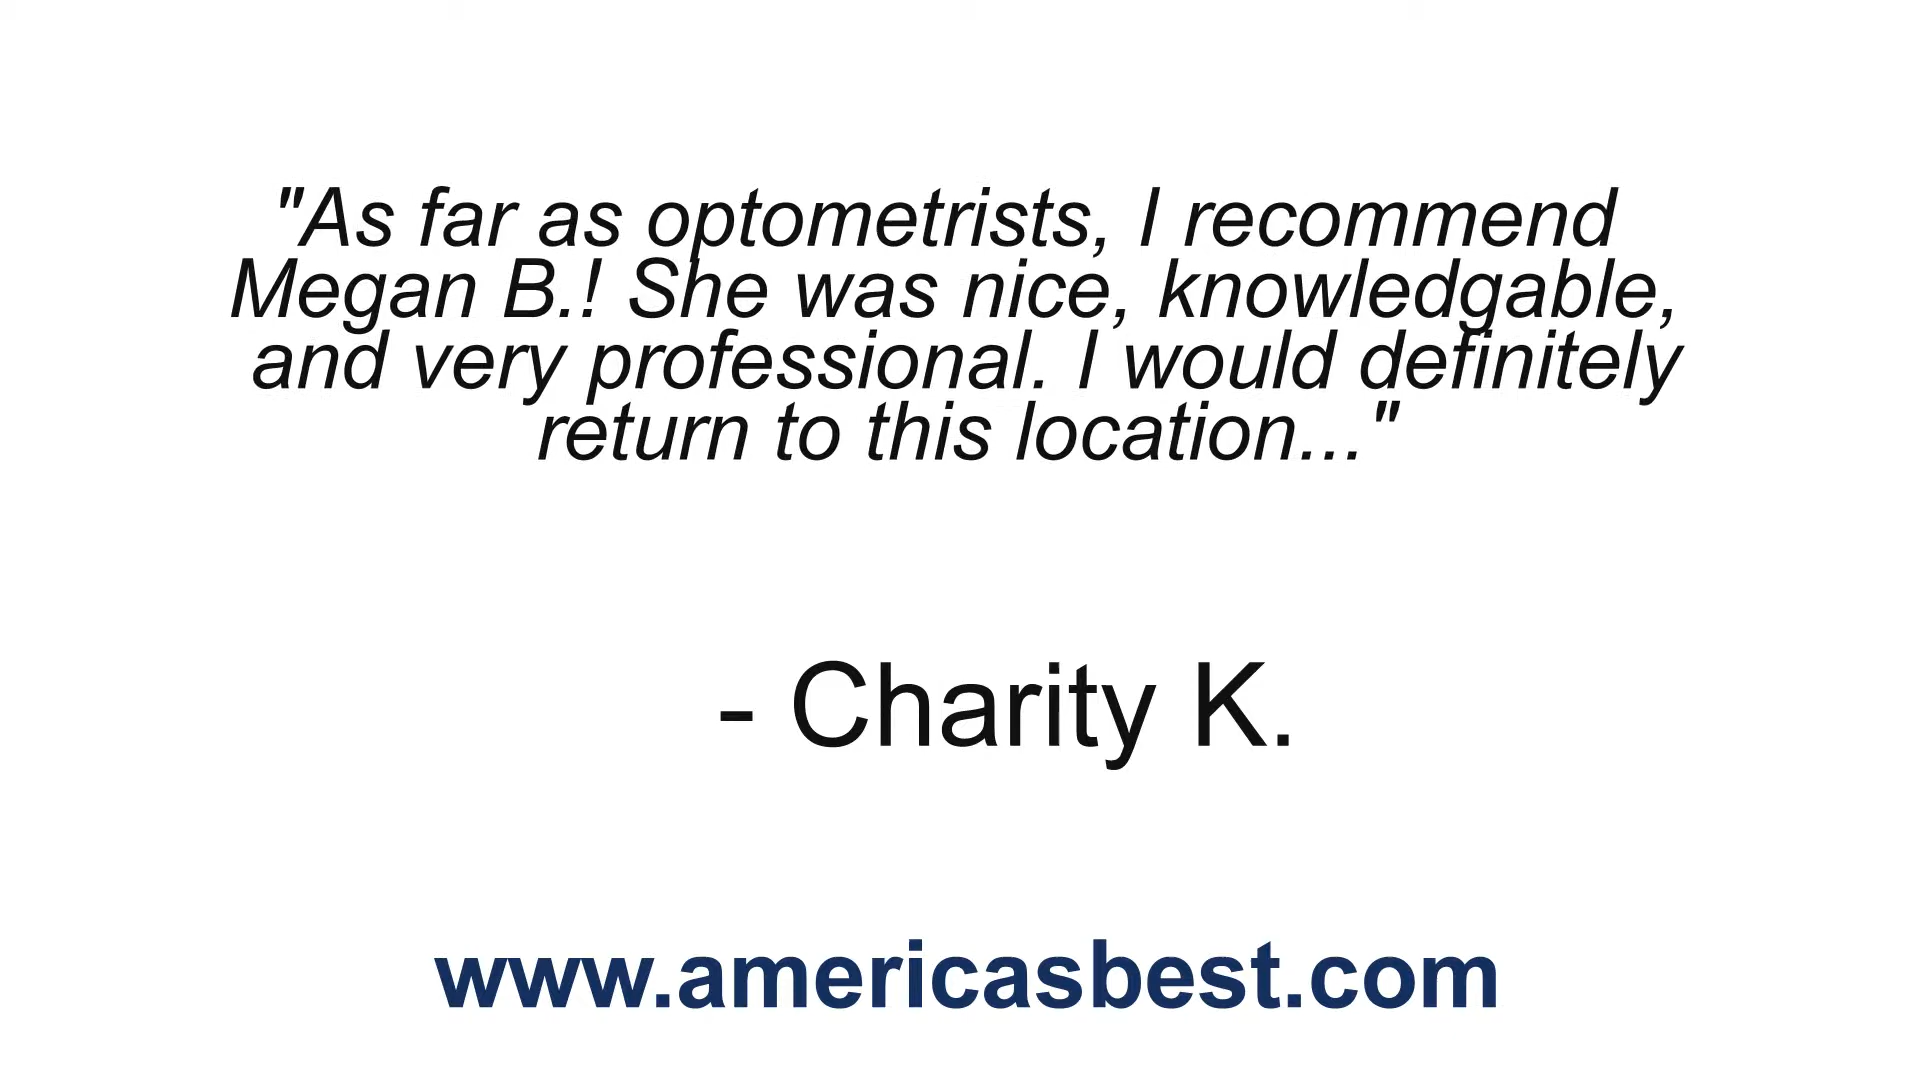 "As far as optometrists, I recommend
Megan B.! She was nice, knowledgable,
and very professional. I would definitely
return to this location..."
- Charity K.
www.americasbest.com